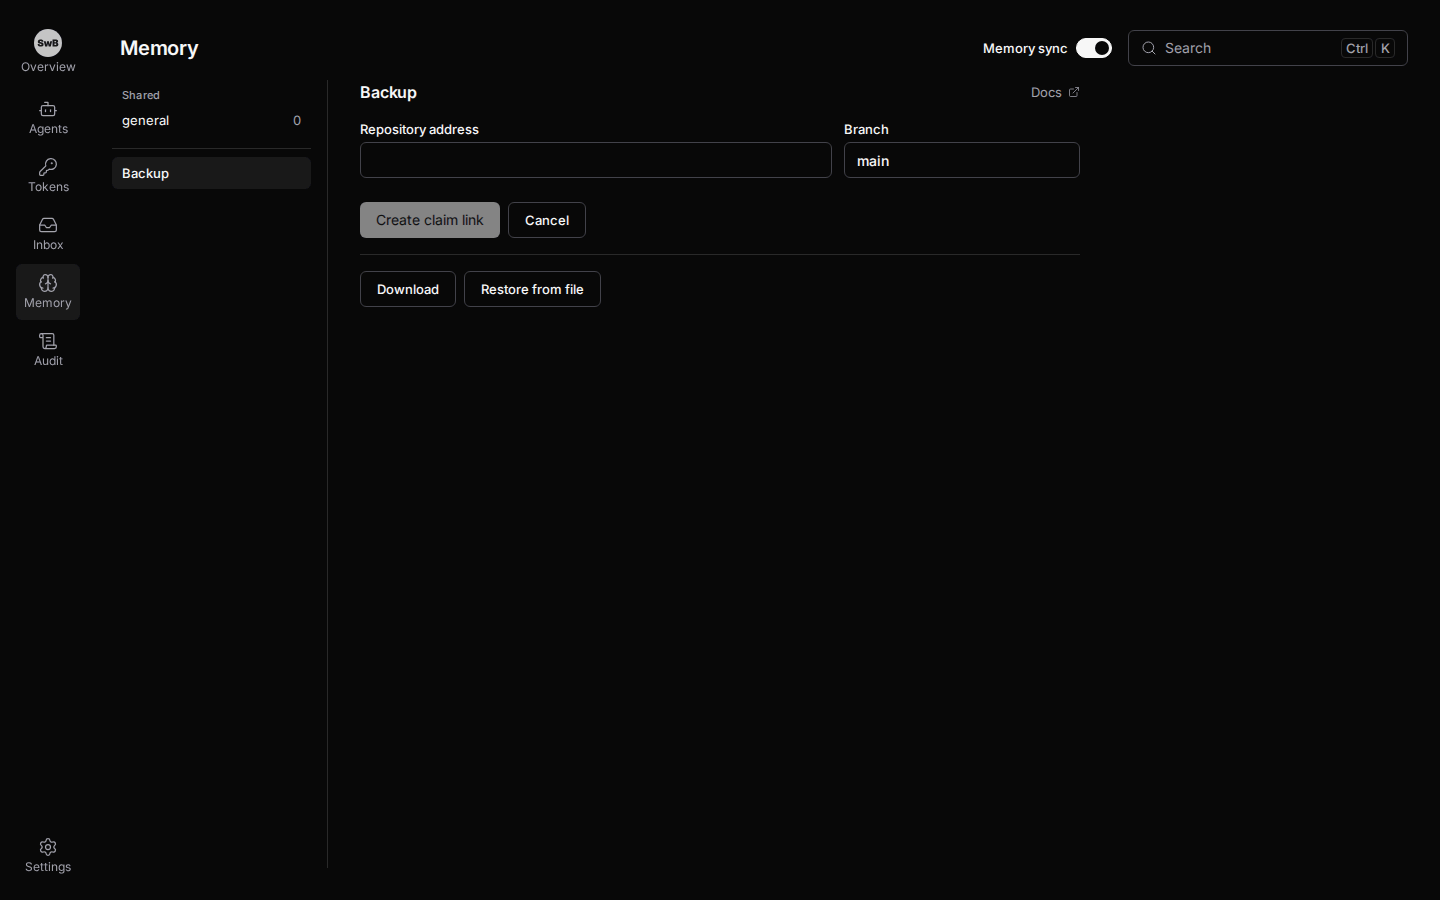 SwB
Overview
Agents
Tokens
Inbox
Memory
Audit
Settings
Memory
Memory sync
Search
Ctrl K
Shared
general 0
Backup
Backup
Docs
Repository address
Branch
main
Create claim link
Cancel
Download
Restore from file